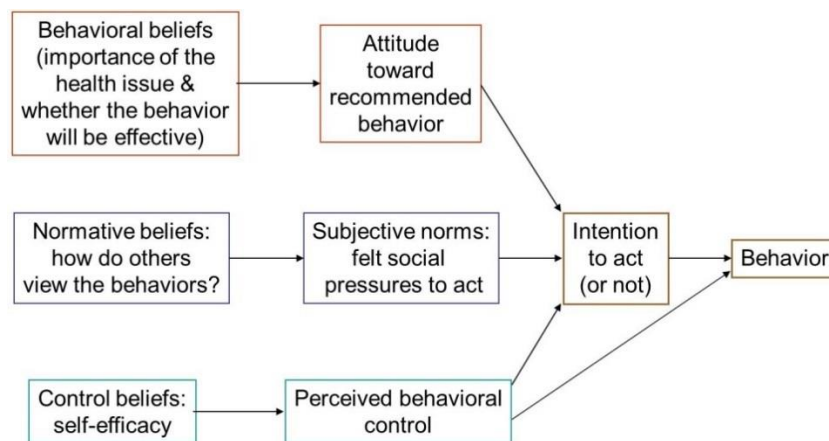 Behavioral beliefs
(importance of the
health issue &
whether the behavior
will be effective)
Attitude
toward
recommended
behavior
Normative beliefs:
how do others
view the behaviors?
Subjective norms:
felt social
pressures to act
Intention
to act
(or not)
Behavior
Control beliefs:
self-efficacy
Perceived behavioral
control